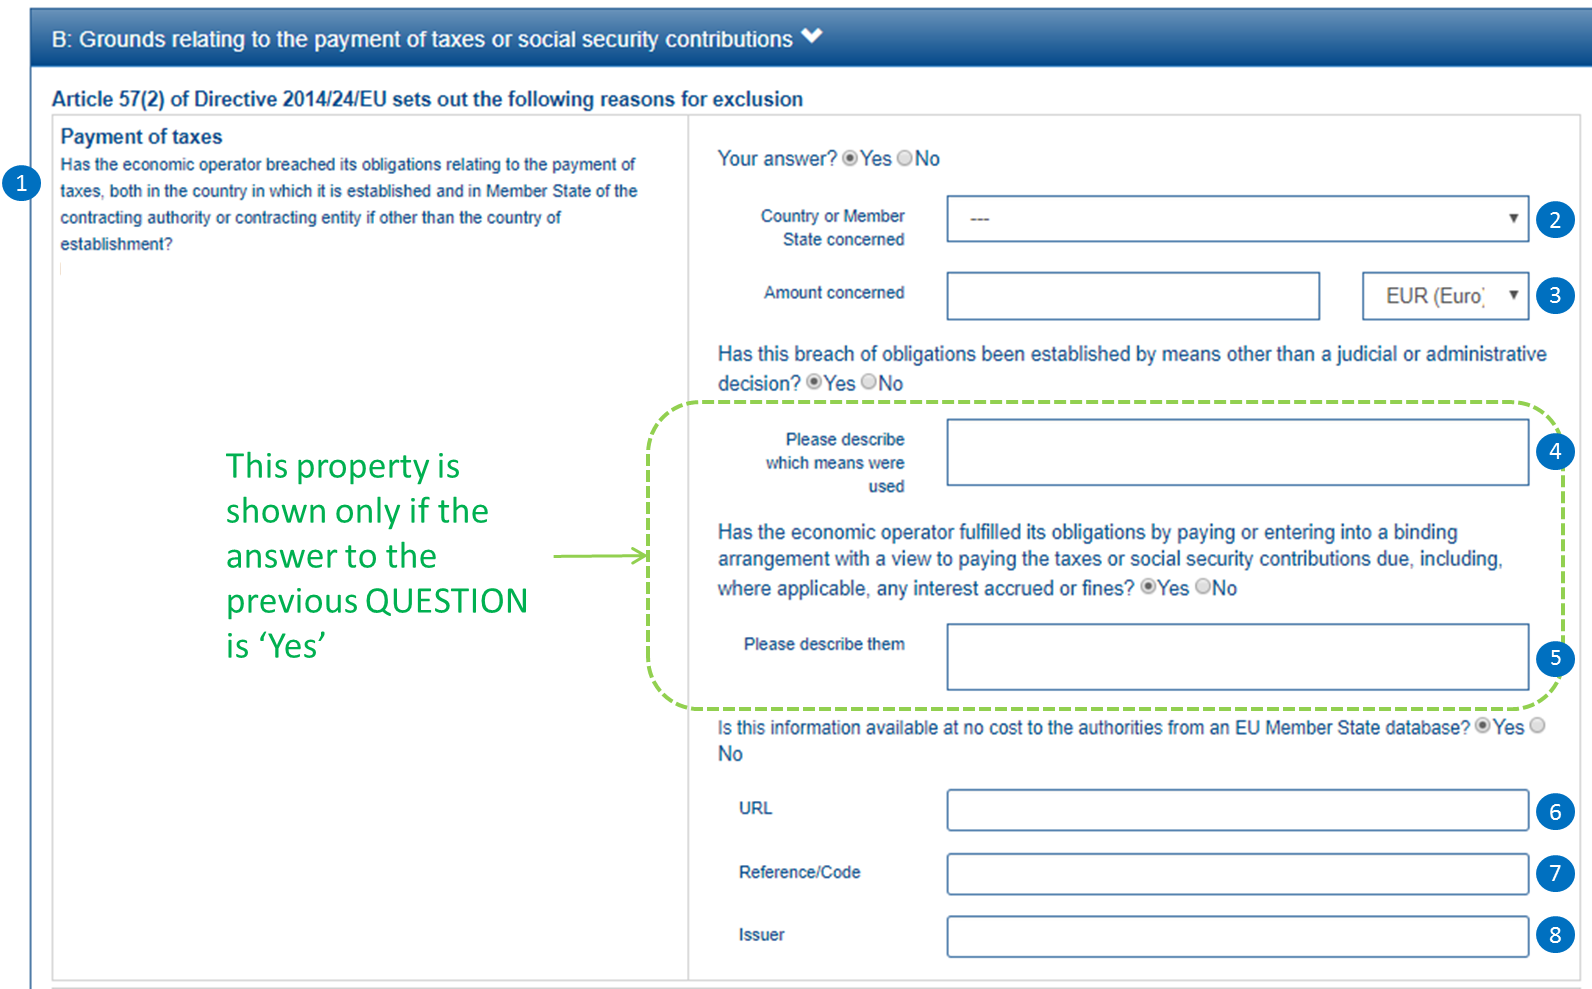 B: Grounds relating to the payment of taxes or social security contributions
Article 57(2) of Directive 2014/24/EU sets out the following reasons for exclusion
1
Payment of taxes
Has the economic operator breached its obligations relating to the payment of
taxes, both in the country in which it is established and in Member State of the
contracting authority or contracting entity if other than the country of
establishment?
Your answer? Yes No
Country or Member
State concerned
---
2
Amount concerned
EUR (Euro)
3
Has this breach of obligations been established by means other than a judicial or administrative
decision? Yes No
This property is
shown only if the
answer to the
previous QUESTION
is ‘Yes’
Please describe
which means were
used
4
Has the economic operator fulfilled its obligations by paying or entering into a binding
arrangement with a view to paying the taxes or social security contributions due, including,
where applicable, any interest accrued or fines? Yes No
Please describe them
5
Is this information available at no cost to the authorities from an EU Member State database? Yes
No
URL
6
Reference/Code
7
Issuer
8